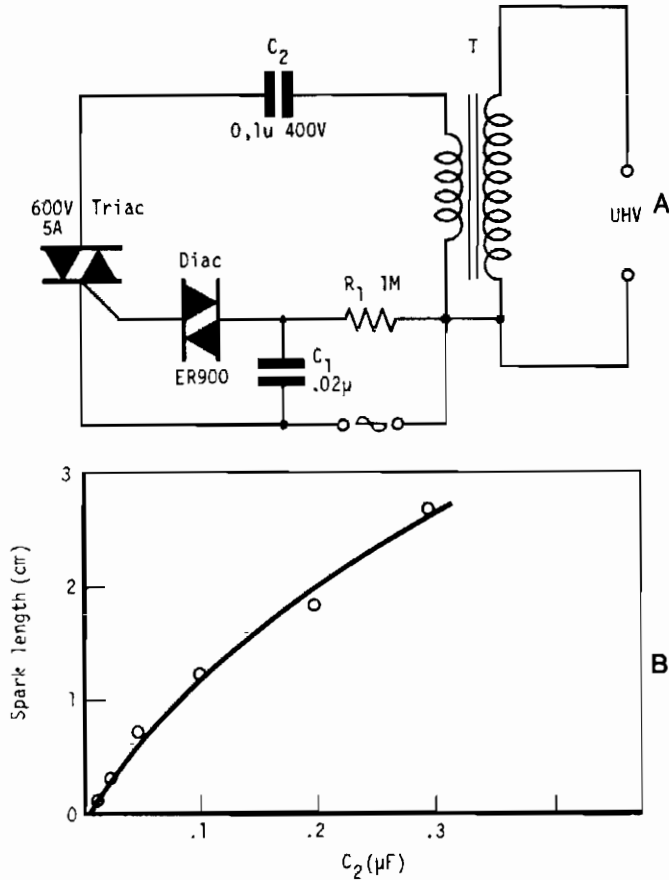 C2
T
0,1u 400V
600V Triac
5A
UHV
A
Diac
R1 1M
ER900
C1
.02µ
3
2
1
0
Spark length (cm)
B
.1
.2
.3
C2(µF)